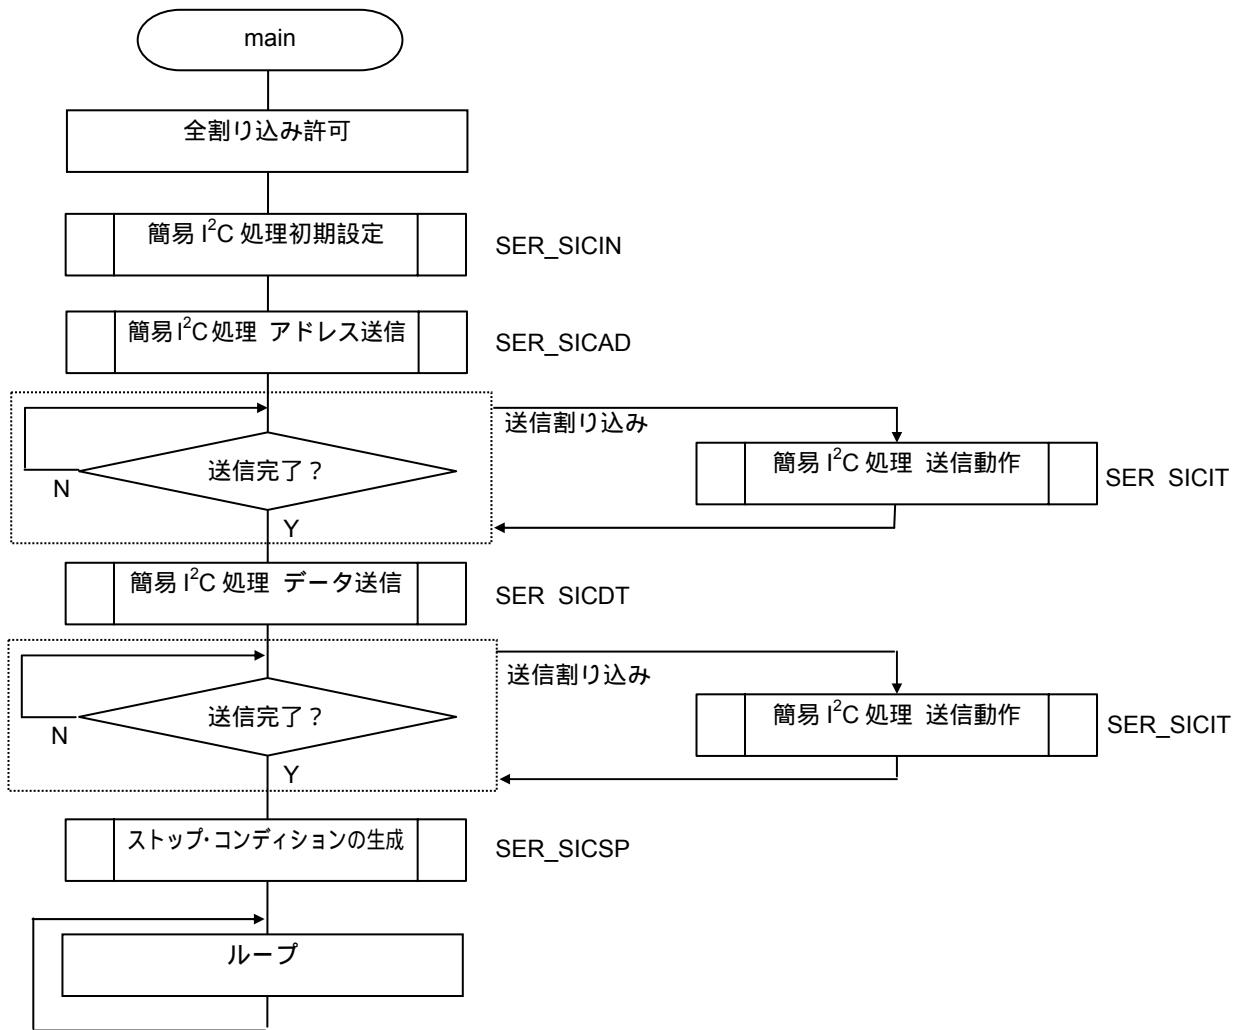 main
全割り込み許可
簡易 I²C 処理初期設定
SER_SICIN
簡易 I²C 処理 アドレス送信
SER_SICAD
送信割り込み
送信完了？
簡易 I²C 処理 送信動作
SER SICIT
N
Y
簡易 I²C 処理 データ送信
SER SICDT
送信割り込み
送信完了？
簡易 I²C 処理 送信動作
SER_SICIT
N
Y
ストップ・コンディションの生成
SER_SICSP
ループ